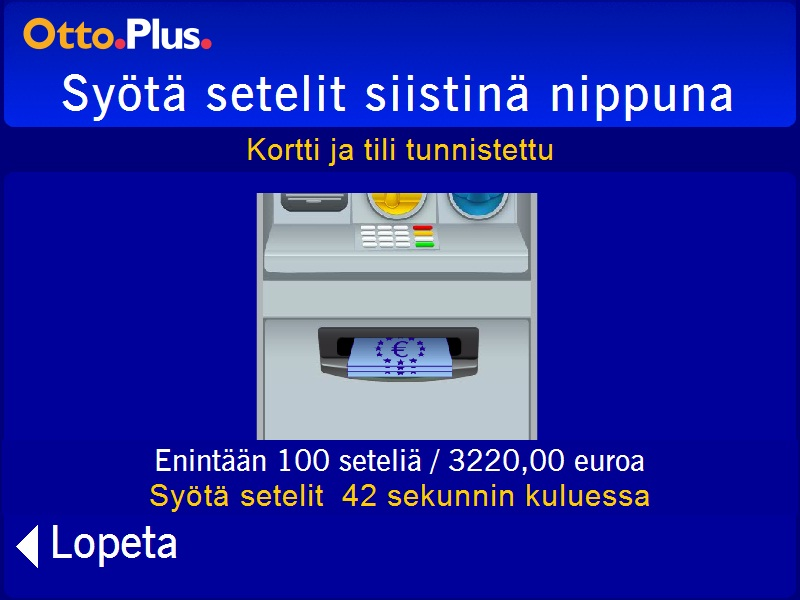 Otto.Plus.
Syötä setelit siistinä nippuna
Kortti ja tili tunnistettu
€
Enintään 100 seteliä / 3220,00 euroa
Syötä setelit 42 sekunnin kuluessa
Lopeta